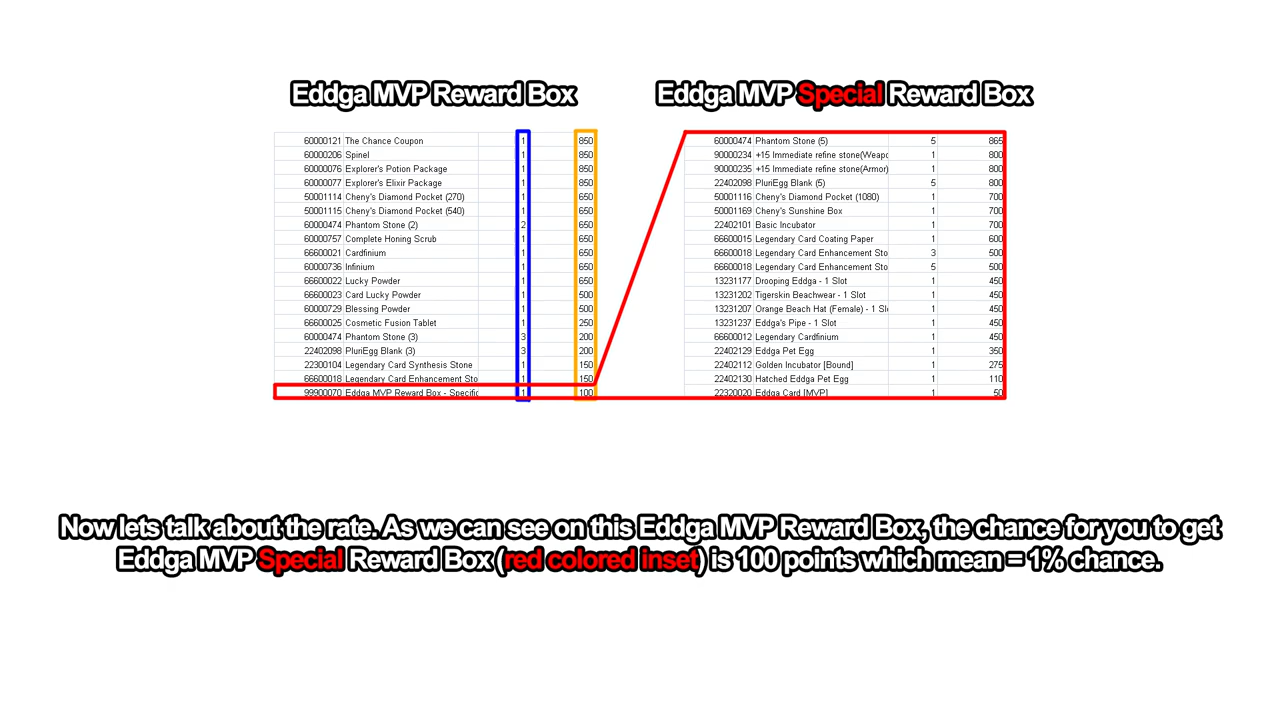 Eddga MVP Reward Box
60000121 The Chance Coupon 1 850
60000206 Spinel 1 850
60000076 Explorer's Potion Package 1 850
60000077 Explorer's Elixir Package 1 850
50001114 Cheny's Diamond Pocket (270) 1 650
50001115 Cheny's Diamond Pocket (540) 1 650
60000474 Phantom Stone (2) 2 650
60000757 Complete Honing Scrub 1 650
66600021 Cardfinium 1 650
60000736 Infinium 1 650
66600022 Lucky Powder 1 650
66600023 Card Lucky Powder 1 500
60000729 Blessing Powder 1 500
66600025 Cosmetic Fusion Tablet 1 250
60000474 Phantom Stone (3) 3 200
22402098 PluriEgg Blank (3) 3 200
22300104 Legendary Card Synthesis Stone 1 150
66600018 Legendary Card Enhancement Sto 1 150
99900070 Eddga MVP Reward Box - Specific 1 100
Eddga MVP Special Reward Box
60000474 Phantom Stone (5) 5 865
90000234 +15 Immediate refine stone(Weapo 1 800
90000235 +15 Immediate refine stone(Armor) 1 800
22402098 PluriEgg Blank (5) 5 800
50001116 Cheny's Diamond Pocket (1080) 1 700
50001169 Cheny's Sunshine Box 1 700
22402101 Basic Incubator 1 700
66600015 Legendary Card Coating Paper 1 600
66600018 Legendary Card Enhancement Sto 3 500
66600018 Legendary Card Enhancement Sto 5 500
13231177 Drooping Eddga - 1 Slot 1 450
13231202 Tigerskin Beachwear - 1 Slot 1 450
13231207 Orange Beach Hat (Female) - 1 Slo 1 450
13231237 Eddga's Pipe - 1 Slot 1 450
66600012 Legendary Cardfinium 1 450
22402129 Eddga Pet Egg 1 350
22402112 Golden Incubator [Bound] 1 275
22402130 Hatched Eddga Pet Egg 1 110
22320020 Eddga Card [MVP] 1 50
Now lets talk about the rate. As we can see on this Eddga MVP Reward Box, the chance for you to get
Eddga MVP Special Reward Box (red colored inset) is 100 points which mean = 1% chance.